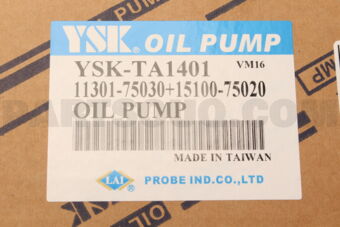 YSK OIL PUMP
YSK-TA1401 VM16
11301-75030+15100-75020
OIL PUMP
MADE IN TAIWAN
LAI PROBE IND.CO.,LTD